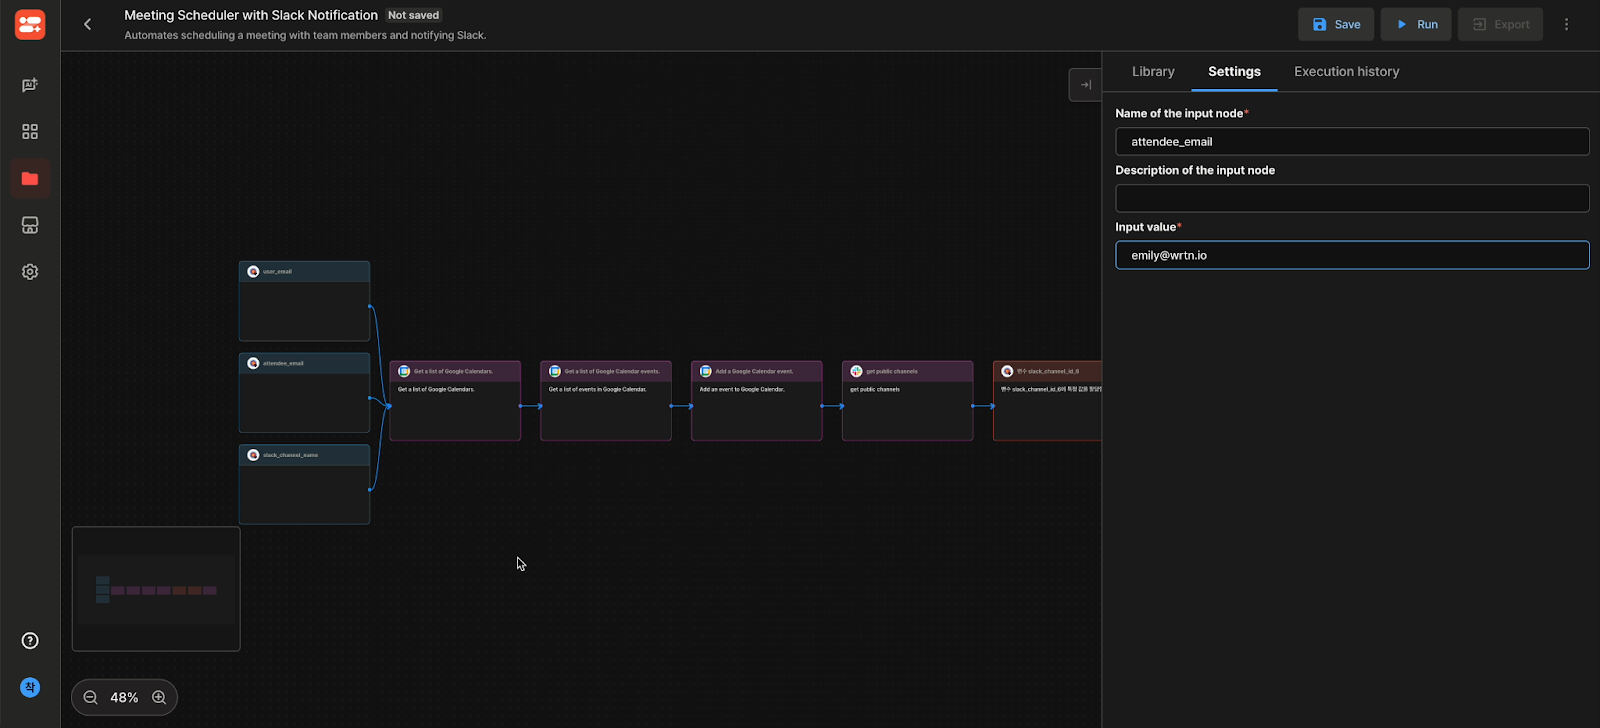 Meeting Scheduler with Slack Notification Not saved
Automates scheduling a meeting with team members and notifying Slack.
Save
Run
Export
Library
Settings
Execution history
Name of the input node*
attendee_email
Description of the input node
Input value*
emily@wrtn.io
user_email
attendee_email
slack_channel_name
Get a list of Google Calendars.
Get a list of Google Calendars.
Get a list of Google Calendar events.
Get a list of events in Google Calendar.
Add a Google Calendar event.
Add an event to Google Calendar.
get public channels
get public channels
변수 slack_channel_id_6
변수 slack_channel_id_6에 특정 값을 할당
48%
착